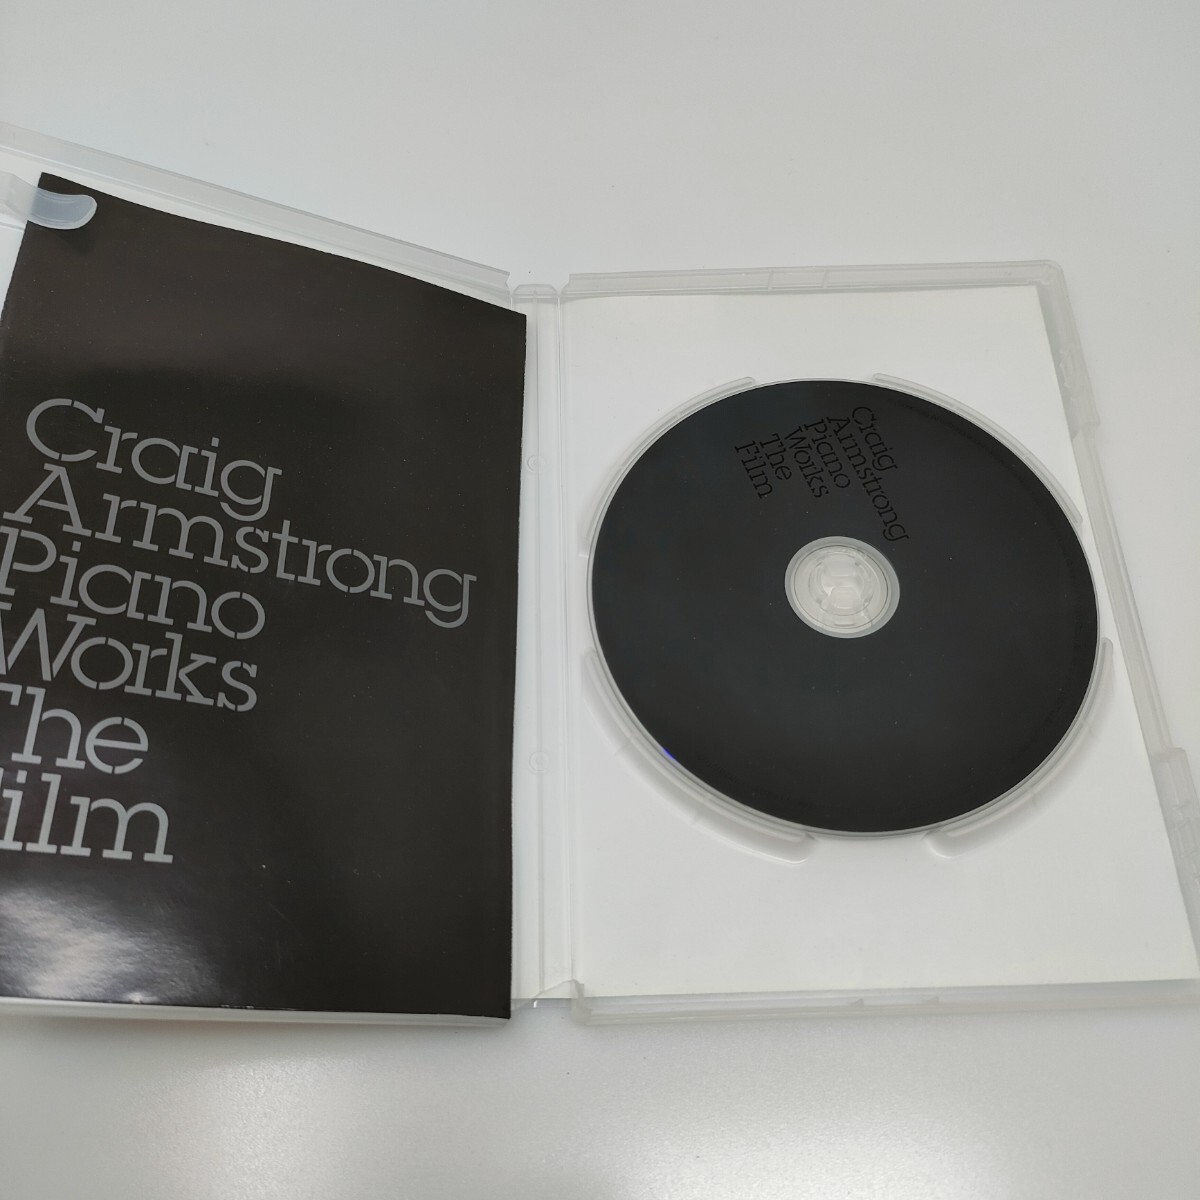 Craig
Armstrong
Piano
Works
The
Film
Craig
Armstrong
Piano
Works
The
Film